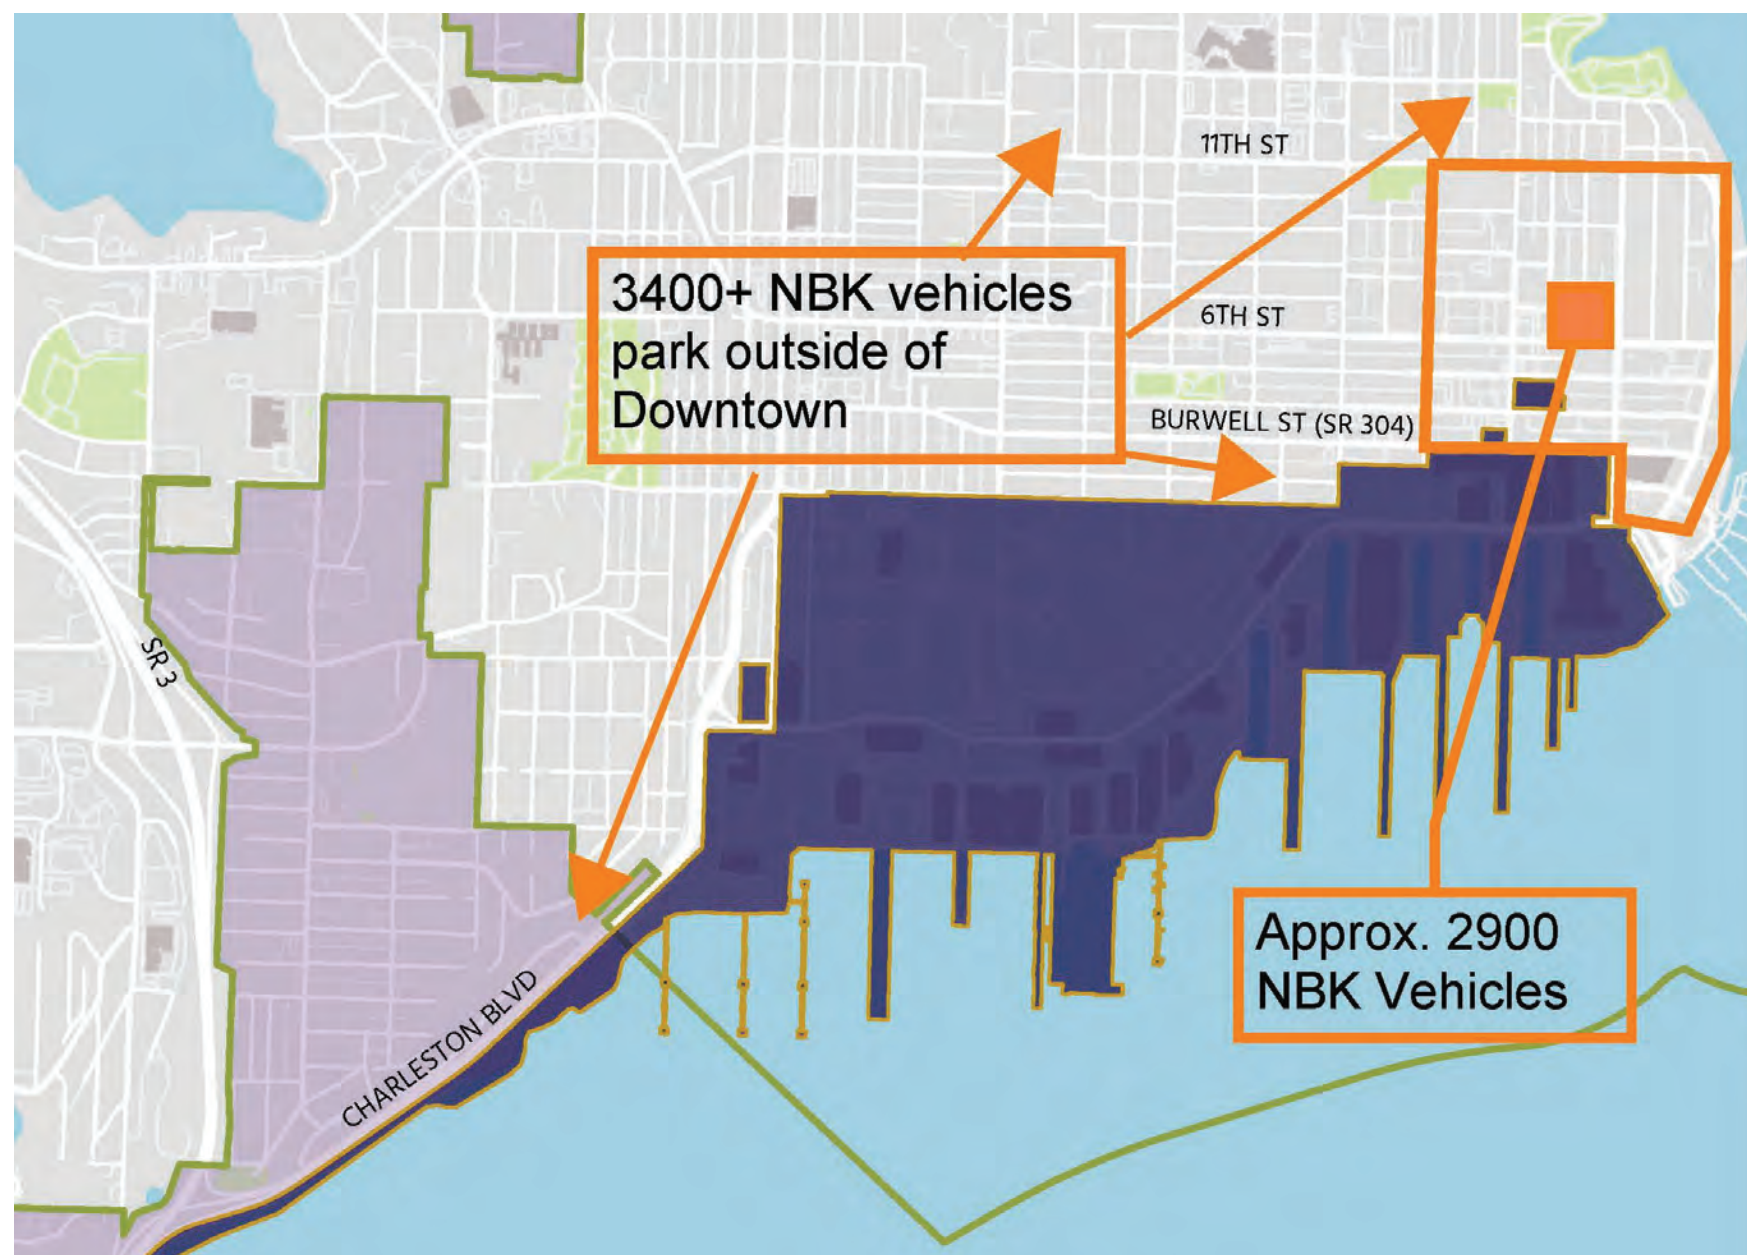 11TH ST
3400+ NBK vehicles
park outside of
Downtown
6TH ST
BURWELL ST (SR 304)
SR 3
Approx. 2900
NBK Vehicles
CHARLESTON BLVD